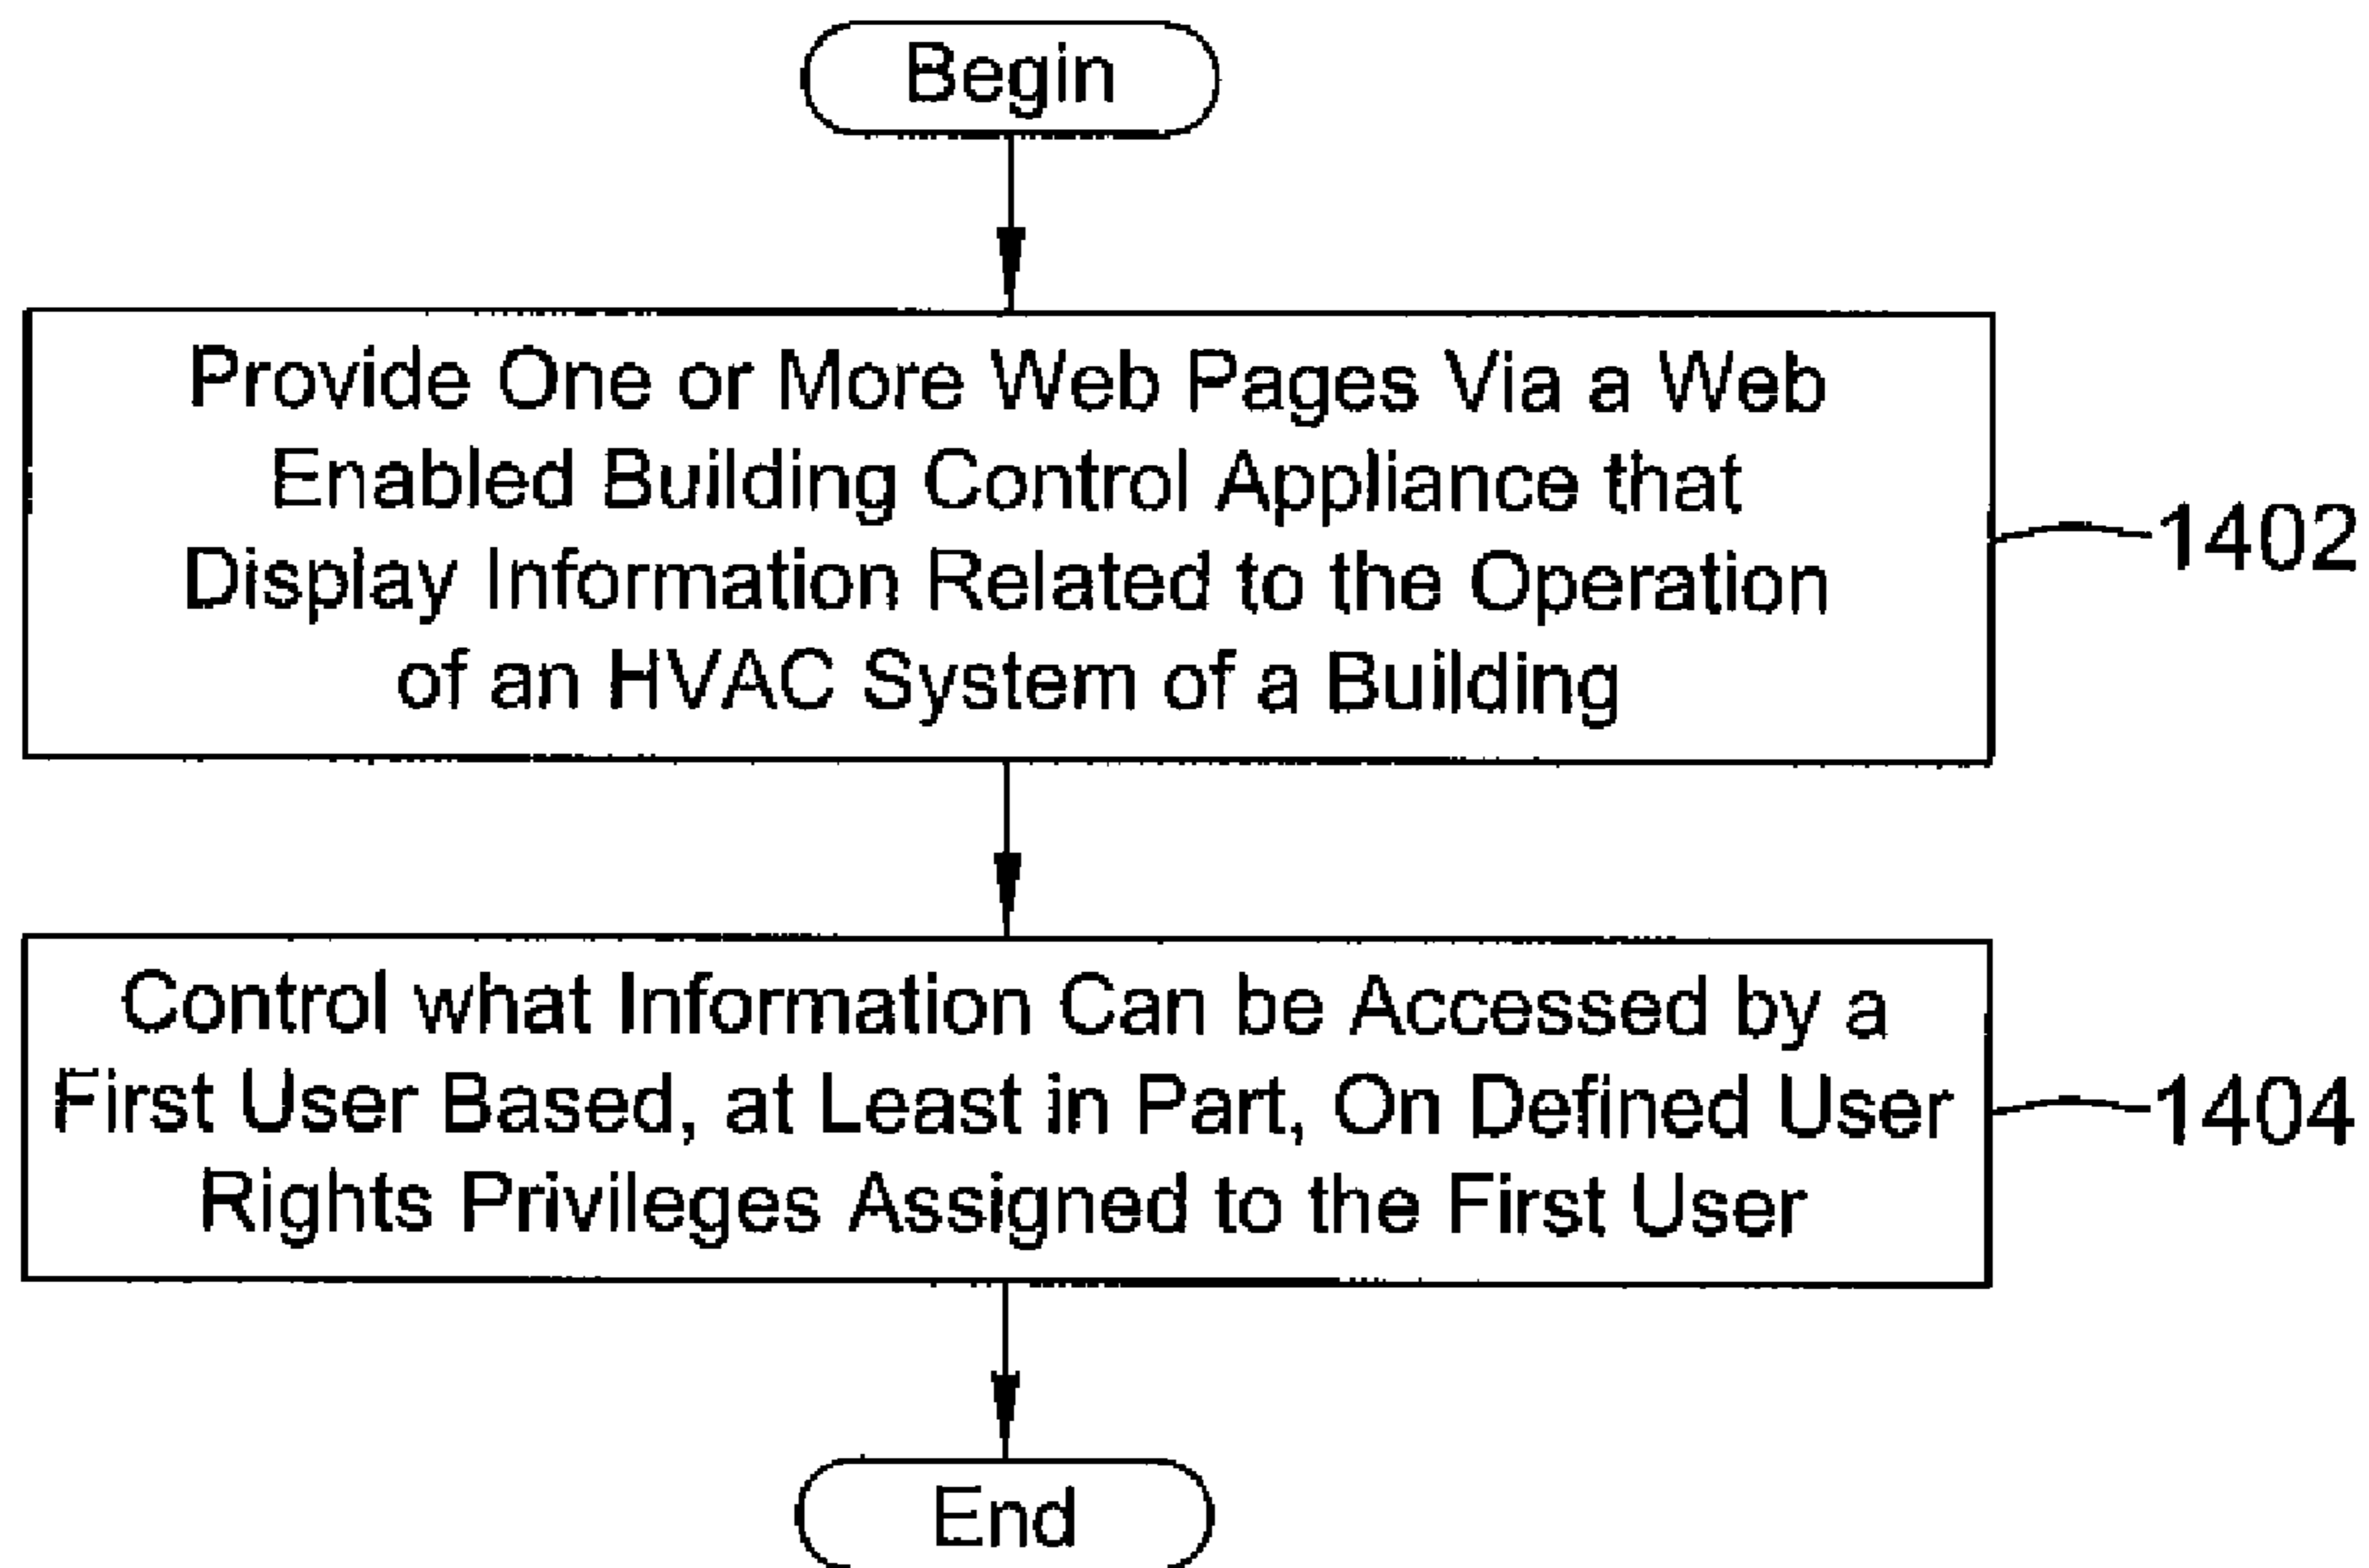 Begin
Provide One or More Web Pages Via a Web
Enabled Building Control Appliance that
Display Information Related to the Operation
of an HVAC System of a Building
1402
Control what Information Can be Accessed by a
First User Based, at Least in Part, On Defined User
Rights Privileges Assigned to the First User
1404
End